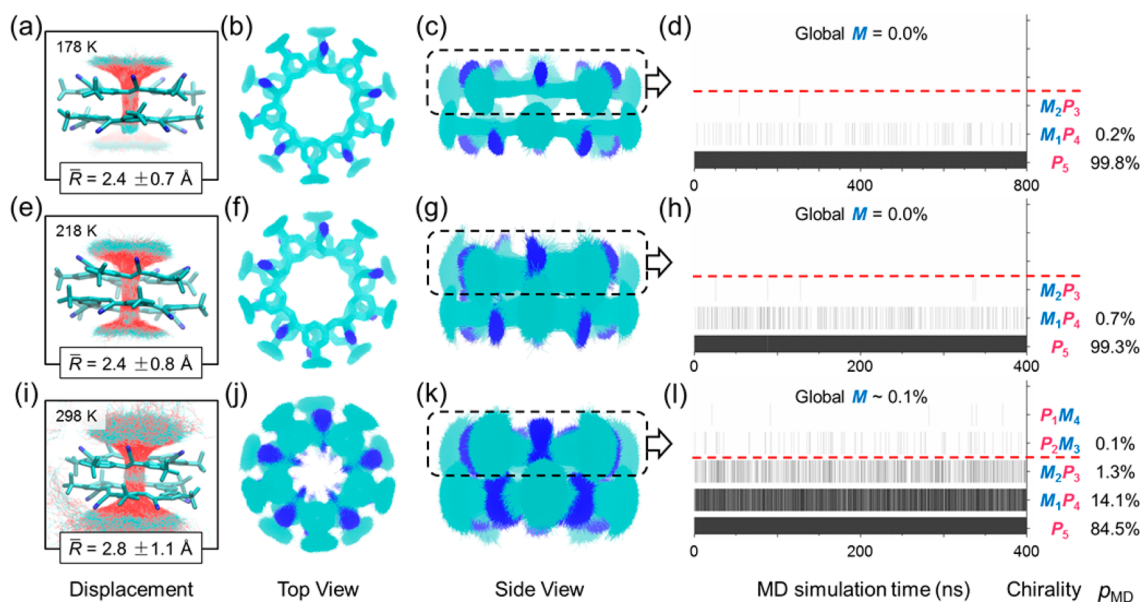 (a) (b) (c) (d)
178 K
Global M = 0.0%
M₂P₃
M₁P₄ 0.2%
P₅ 99.8%
R̅ = 2.4 ±0.7 Å
0 400 800
(e) (f) (g) (h)
218 K
Global M = 0.0%
M₂P₃
M₁P₄ 0.7%
P₅ 99.3%
R̅ = 2.4 ±0.8 Å
0 200 400
(i) (j) (k) (l)
298 K
Global M ~ 0.1%
P₁M₄
P₂M₃ 0.1%
M₂P₃ 1.3%
M₁P₄ 14.1%
P₅ 84.5%
R̅ = 2.8 ±1.1 Å
0 200 400
Displacement Top View Side View MD simulation time (ns) Chirality pMD